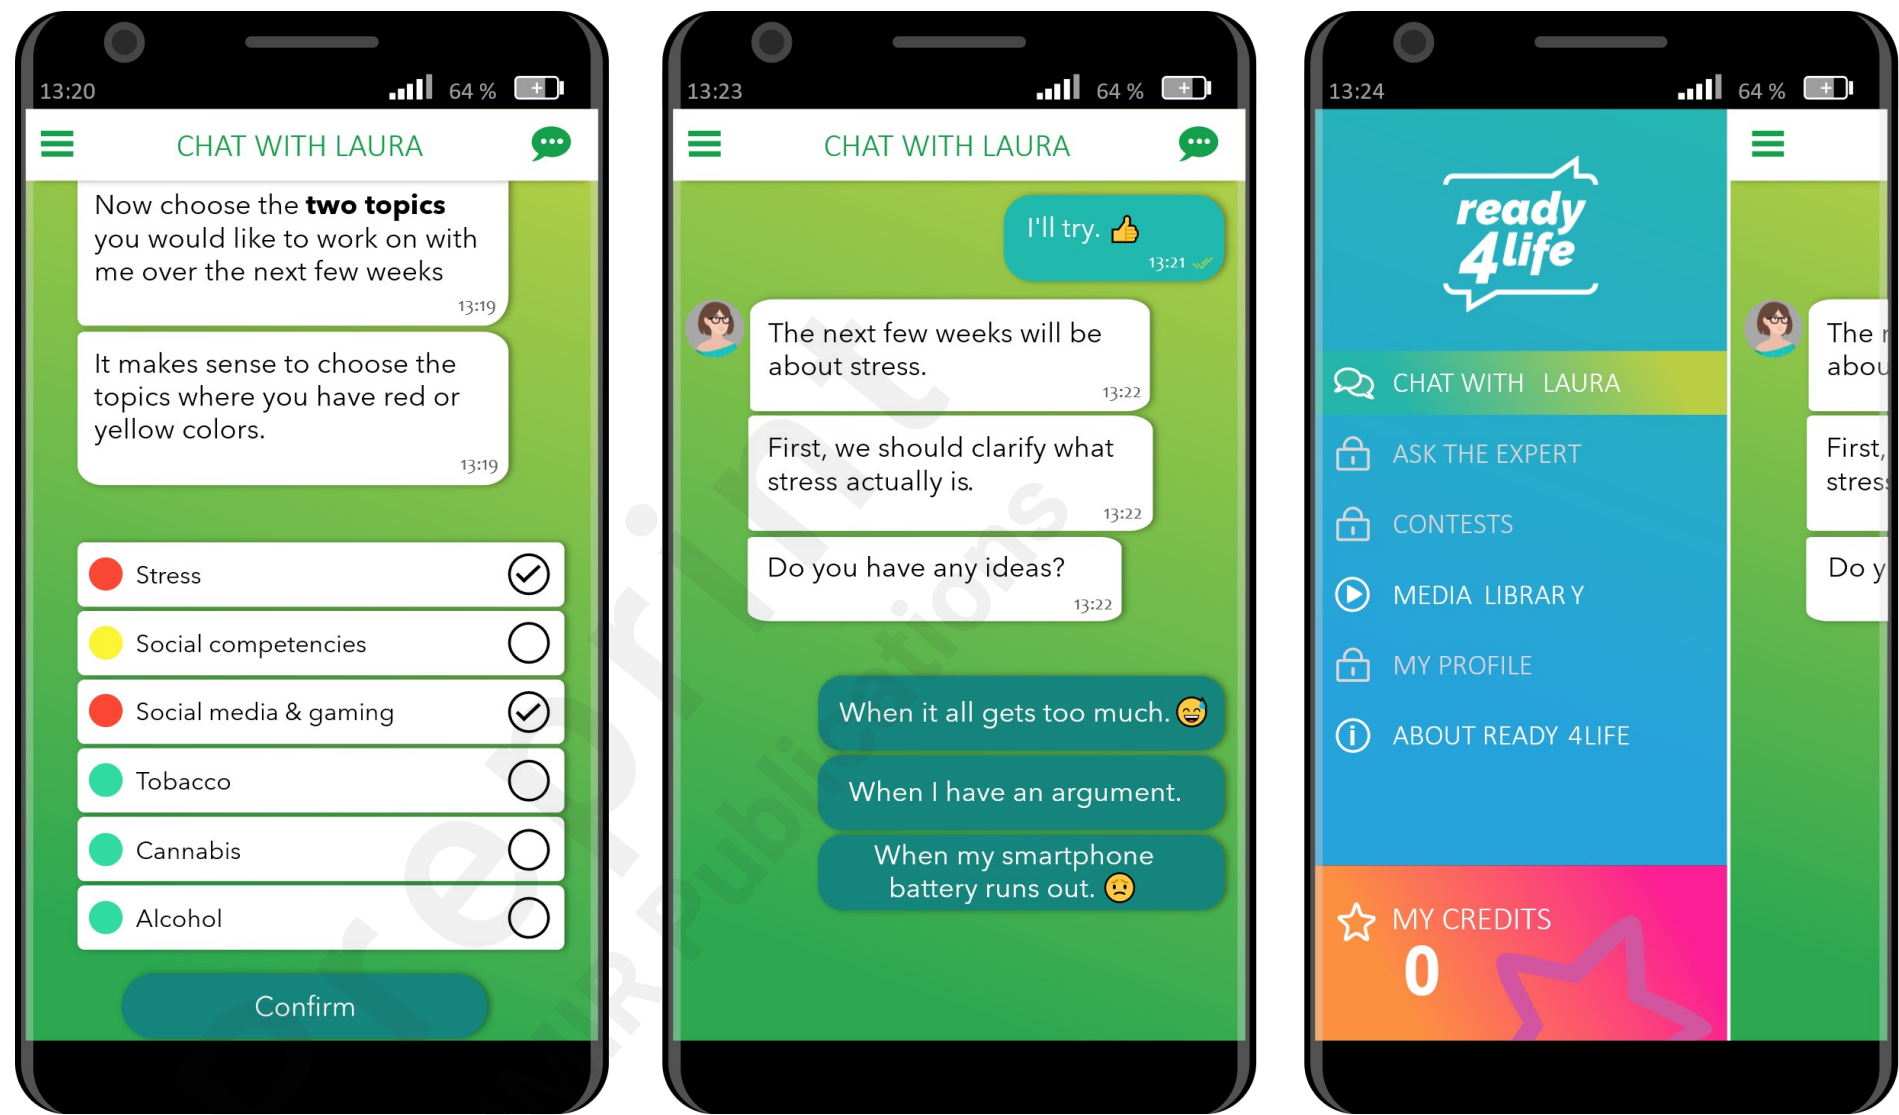 13:20
64 %
CHAT WITH LAURA
Now choose the two topics
you would like to work on with
me over the next few weeks
13:19
It makes sense to choose the
topics where you have red or
yellow colors.
13:19
Stress
Social competencies
Social media & gaming
Tobacco
Cannabis
Alcohol
Confirm
13:23
64 %
CHAT WITH LAURA
I'll try. 👍
13:21
The next few weeks will be
about stress.
13:22
First, we should clarify what
stress actually is.
13:22
Do you have any ideas?
13:22
When it all gets too much. 😅
When I have an argument.
When my smartphone
battery runs out. 😟
13:24
64 %
ready
4life
CHAT WITH LAURA
ASK THE EXPERT
CONTESTS
MEDIA LIBRARY
MY PROFILE
ABOUT READY 4LIFE
MY CREDITS
0
The
First,
Do
Preprint
JMIR Publications